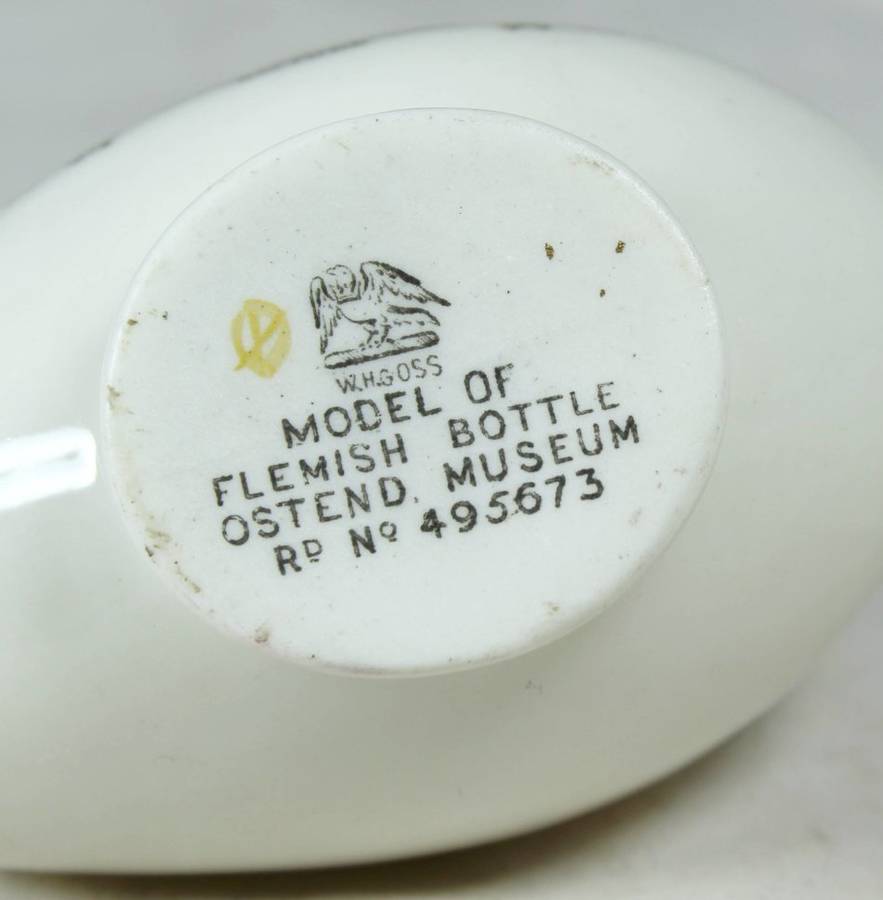 W.H.GOSS
MODEL OF
FLEMISH BOTTLE
OSTEND. MUSEUM
RD No 495673